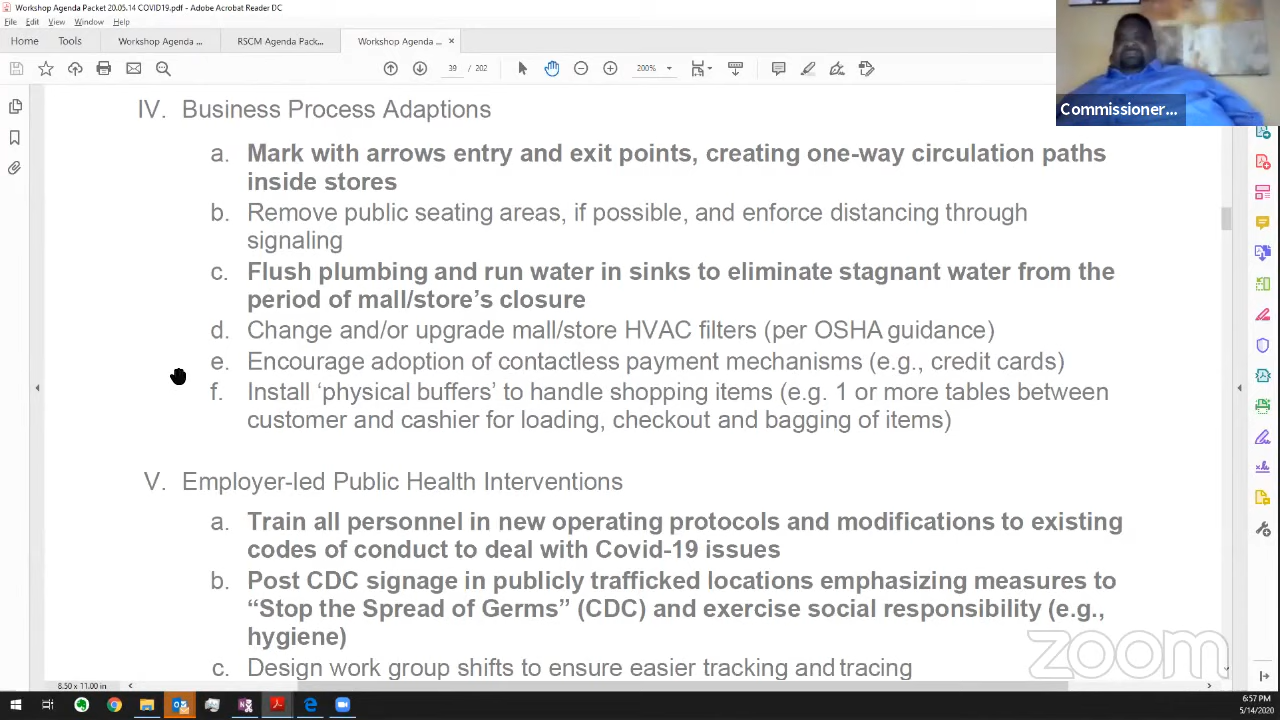 Workshop Agenda Packet 20.05.14 COVID19.pdf - Adobe Acrobat Reader DC
File Edit View Window Help
Home Tools Workshop Agenda ... RSCM Agenda Pack... Workshop Agenda ... ×
39 / 202 200%
Commissioner...
IV. Business Process Adaptions
a. Mark with arrows entry and exit points, creating one-way circulation paths
inside stores
b. Remove public seating areas, if possible, and enforce distancing through
signaling
c. Flush plumbing and run water in sinks to eliminate stagnant water from the
period of mall/store’s closure
d. Change and/or upgrade mall/store HVAC filters (per OSHA guidance)
e. Encourage adoption of contactless payment mechanisms (e.g., credit cards)
f. Install ‘physical buffers’ to handle shopping items (e.g. 1 or more tables between
customer and cashier for loading, checkout and bagging of items)
V. Employer-led Public Health Interventions
a. Train all personnel in new operating protocols and modifications to existing
codes of conduct to deal with Covid-19 issues
b. Post CDC signage in publicly trafficked locations emphasizing measures to
“Stop the Spread of Germs” (CDC) and exercise social responsibility (e.g.,
hygiene)
c. Design work group shifts to ensure easier tracking and tracing
zoom
8.50 x 11.00 in
6:57 PM
5/14/2020